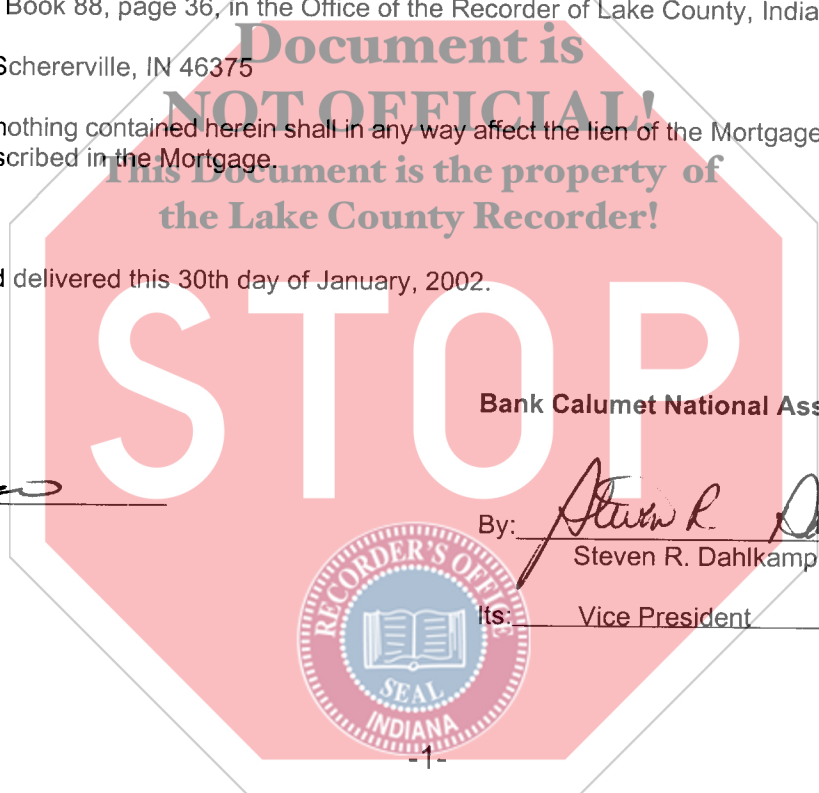 Book 88, page 36, in the Office of the Recorder of Lake County, India
Document is
Schererville, IN 46375
NOT OFFICIAL!
nothing contained herein shall in any way affect the lien of the Mortgage
scribed in the Mortgage.
This Document is the property of
the Lake County Recorder!
d delivered this 30th day of January, 2002.
STOP
Bank Calumet National Ass
By: Steven R. D
Steven R. Dahlkamp
Its: Vice President
RECORDER'S OFFICE
SEAL
INDIANA
-1-